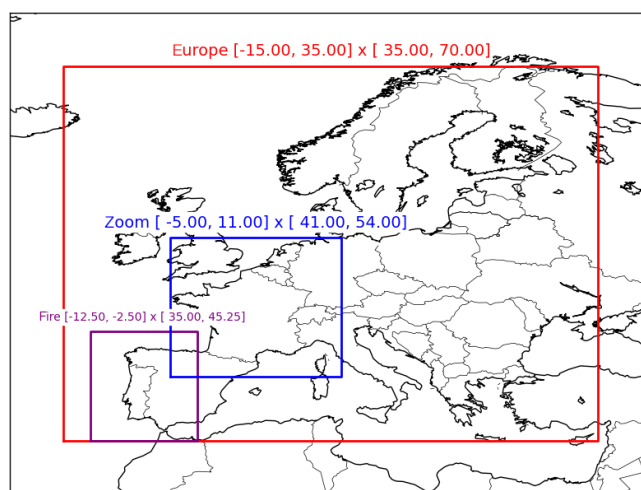 Europe [-15.00, 35.00] x [ 35.00, 70.00]
Zoom [ -5.00, 11.00] x [ 41.00, 54.00]
Fire [-12.50, -2.50] x [ 35.00, 45.25]